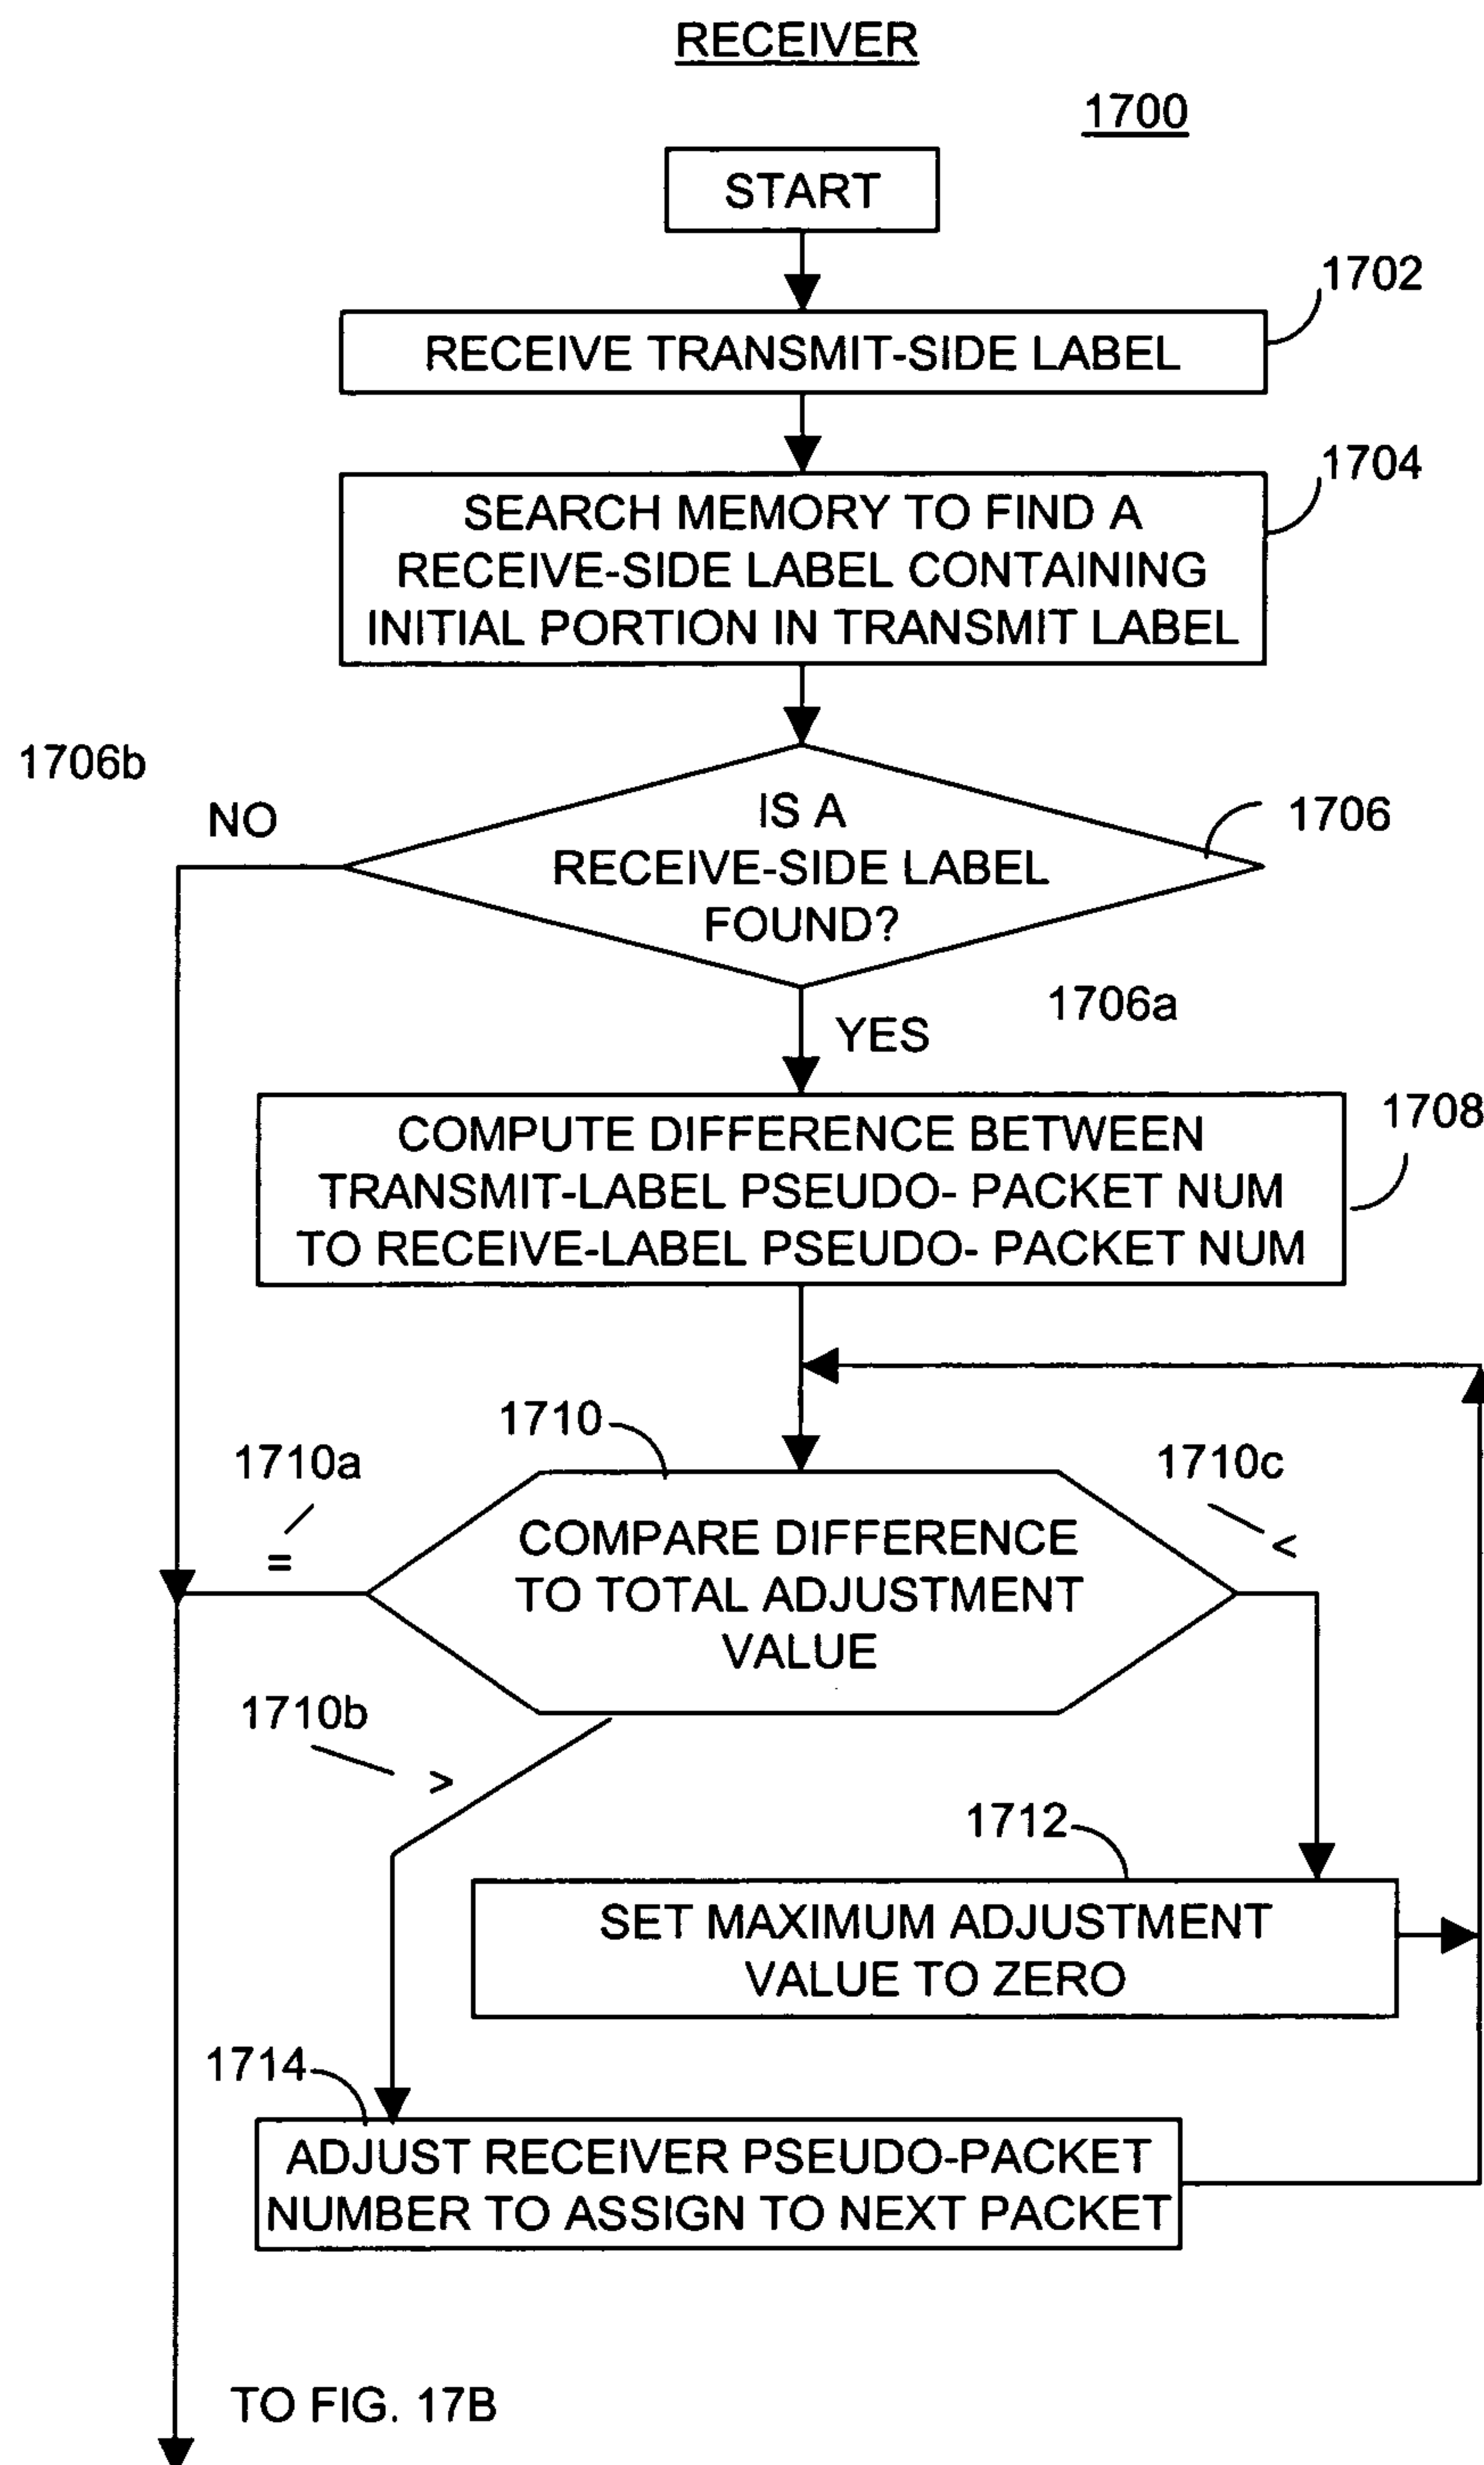 RECEIVER
1700
START
1702
RECEIVE TRANSMIT-SIDE LABEL
1704
SEARCH MEMORY TO FIND A
RECEIVE-SIDE LABEL CONTAINING
INITIAL PORTION IN TRANSMIT LABEL
1706b
NO
IS A
RECEIVE-SIDE LABEL
FOUND?
1706
1706a
YES
1708
COMPUTE DIFFERENCE BETWEEN
TRANSMIT-LABEL PSEUDO- PACKET NUM
TO RECEIVE-LABEL PSEUDO- PACKET NUM
1710
1710a
=
1710c
<
COMPARE DIFFERENCE
TO TOTAL ADJUSTMENT
VALUE
1710b
>
1712
SET MAXIMUM ADJUSTMENT
VALUE TO ZERO
1714
ADJUST RECEIVER PSEUDO-PACKET
NUMBER TO ASSIGN TO NEXT PACKET
TO FIG. 17B